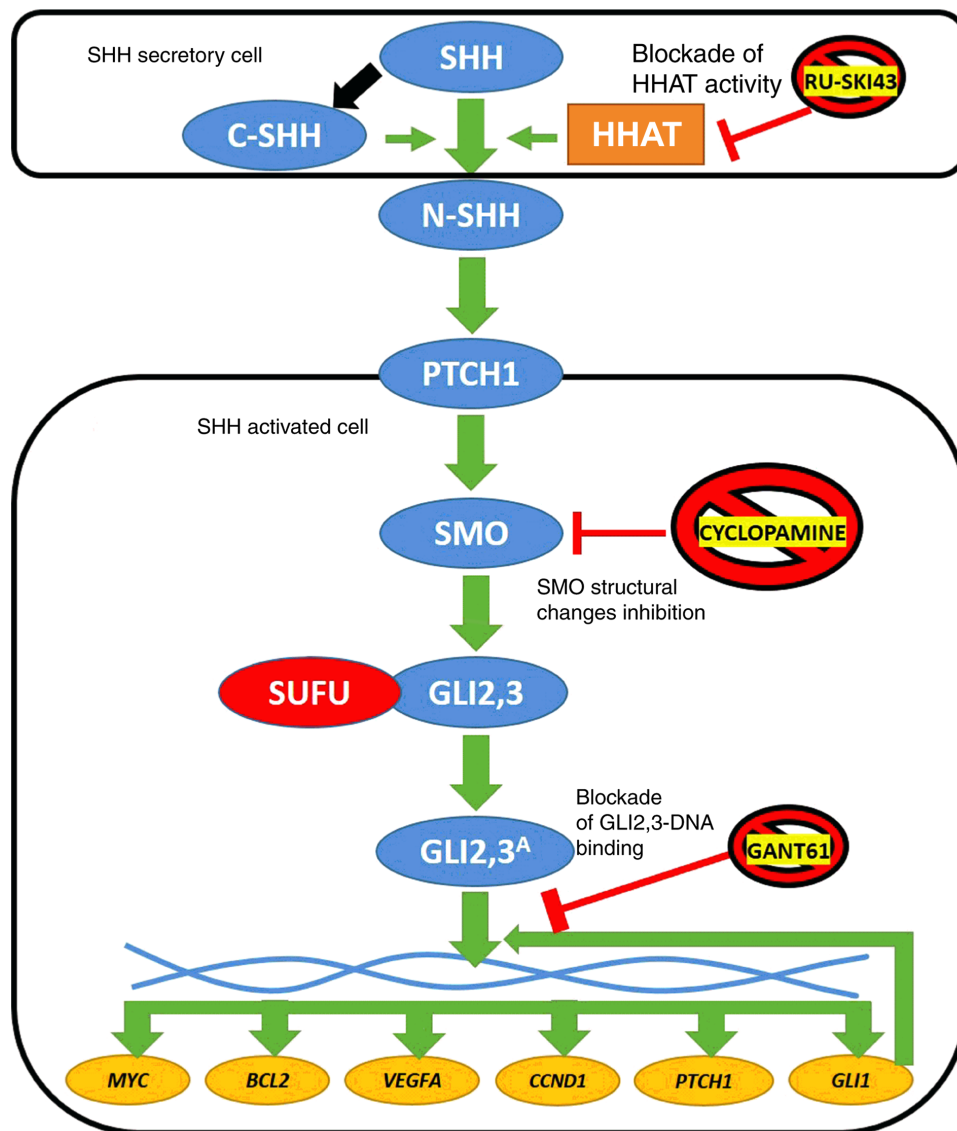 SHH secretory cell
SHH
Blockade of
HHAT activity
RU-SKI43
C-SHH
HHAT
N-SHH
PTCH1
SHH activated cell
SMO
CYCLOPAMINE
SMO structural
changes inhibition
SUFU
GLI2,3
GLI2,3ᴬ
Blockade
of GLI2,3-DNA
binding
GANT61
MYC
BCL2
VEGFA
CCND1
PTCH1
GLI1